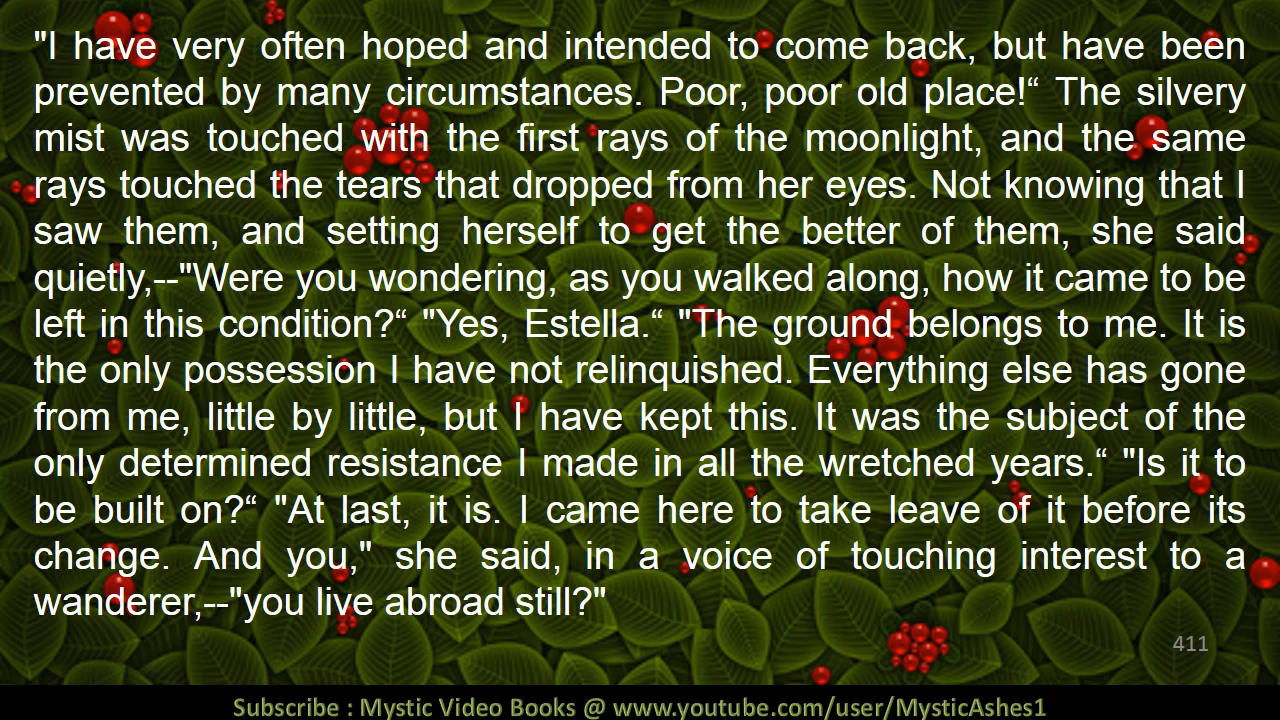 "I have very often hoped and intended to come back, but have been
prevented by many circumstances. Poor, poor old place!“ The silvery
mist was touched with the first rays of the moonlight, and the same
rays touched the tears that dropped from her eyes. Not knowing that I
saw them, and setting herself to get the better of them, she said
quietly,--"Were you wondering, as you walked along, how it came to be
left in this condition?“ "Yes, Estella.“ "The ground belongs to me. It is
the only possession I have not relinquished. Everything else has gone
from me, little by little, but I have kept this. It was the subject of the
only determined resistance I made in all the wretched years.“ "Is it to
be built on?“ "At last, it is. I came here to take leave of it before its
change. And you," she said, in a voice of touching interest to a
wanderer,--"you live abroad still?"
411
Subscribe : Mystic Video Books @ www.youtube.com/user/MysticAshes1